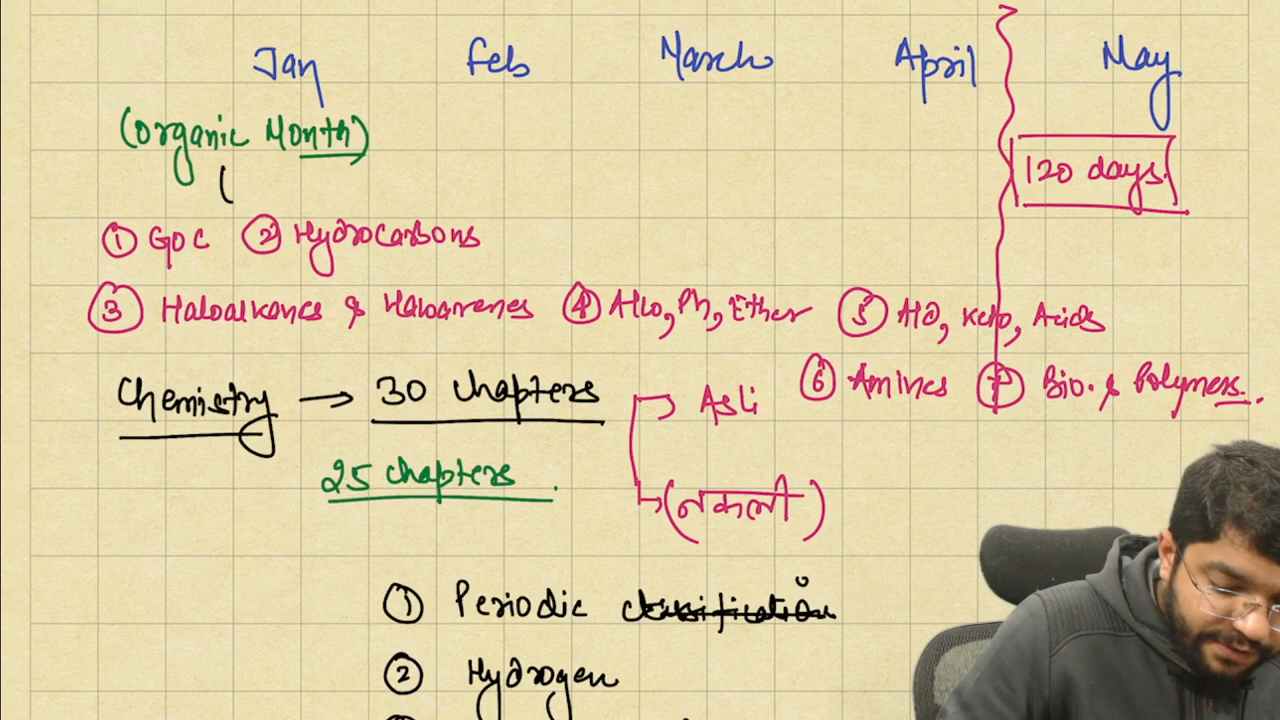 Jan Feb March April May
(Organic Month)
120 days.
① GOC ② Hydrocarbons
③ Haloalkanes & Haloarenes ④ Alco, Ph, Ether ⑤ Ald, Keto, Acids
⑥ Amines ⑦ Bio. & Polymers.
Chemistry → 30 chapters
Asli
25 chapters.
(नकली)
① Periodic classification
② Hydrogen